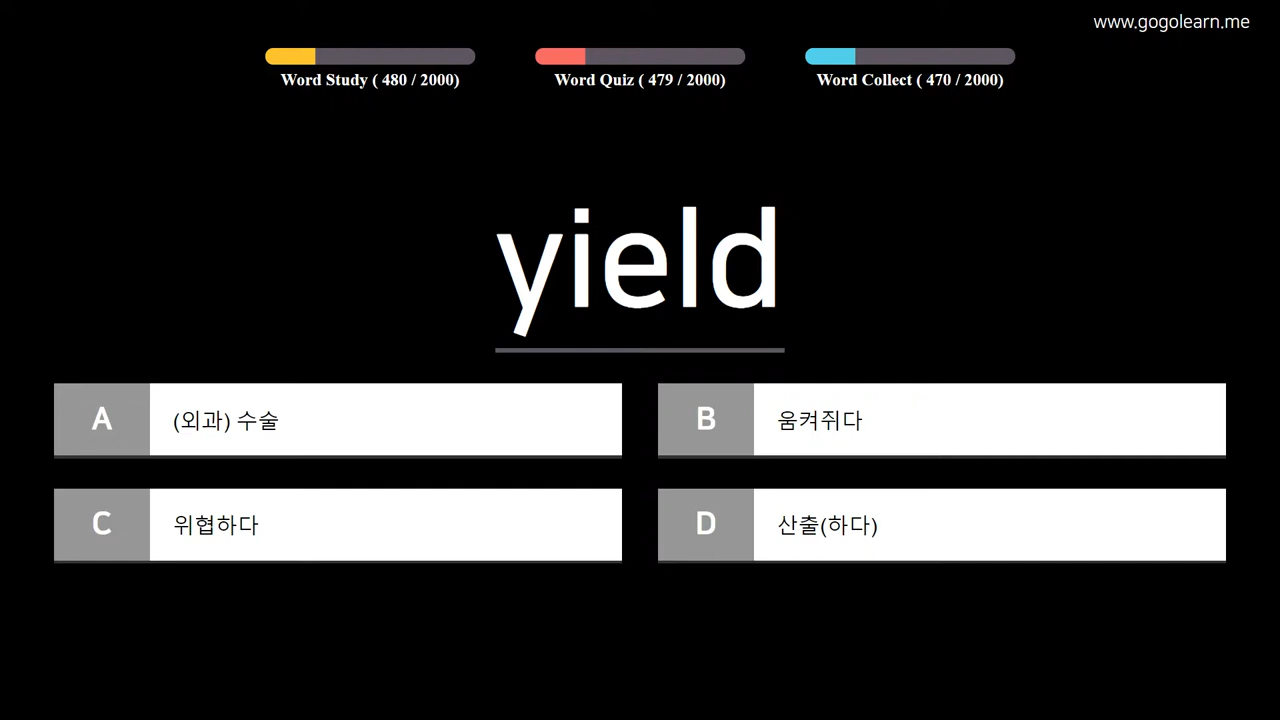 www.gogolearn.me
Word Study ( 480 / 2000)
Word Quiz ( 479 / 2000)
Word Collect ( 470 / 2000)
yield
A (외과) 수술
B 움켜쥐다
C 위협하다
D 산출(하다)